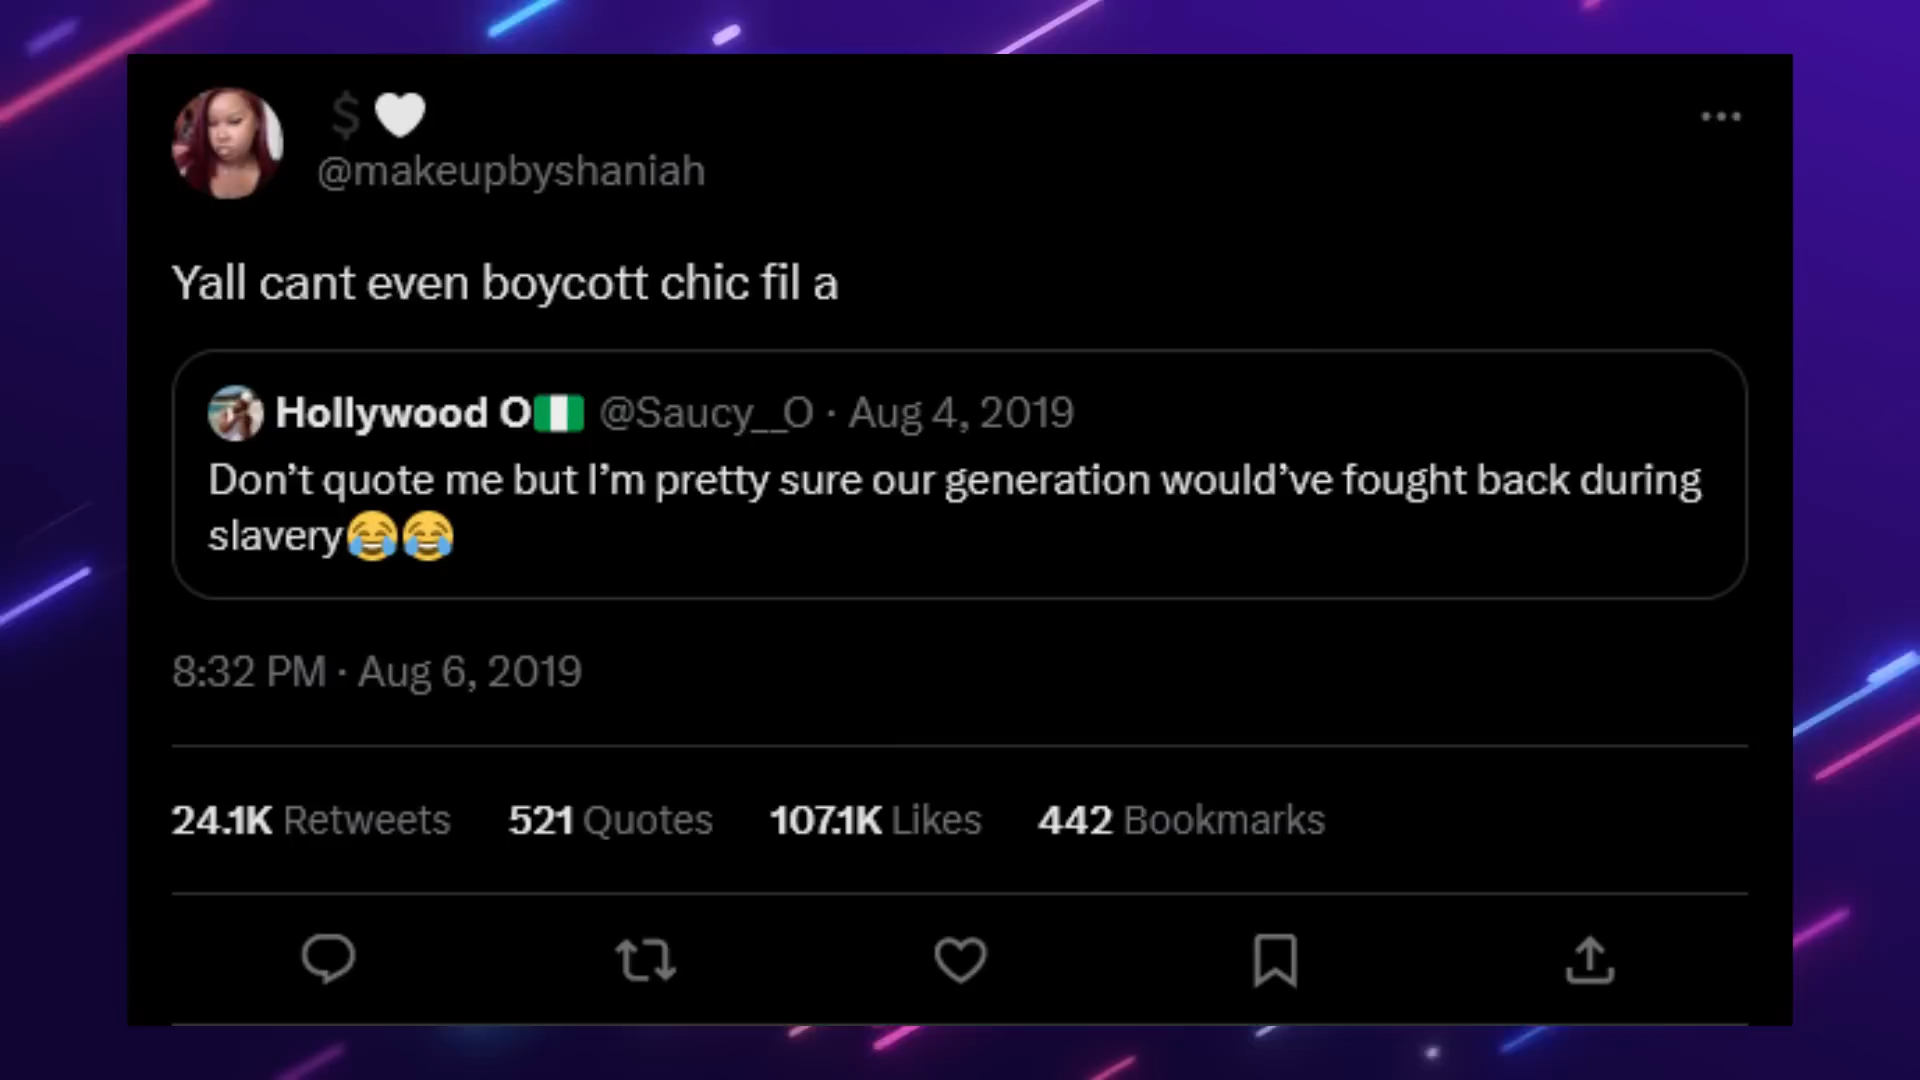 $🤍
@makeupbyshaniah
Yall cant even boycott chic fil a
Hollywood O🇳🇬 @Saucy__O · Aug 4, 2019
Don’t quote me but I’m pretty sure our generation would’ve fought back during
slavery😂😂
8:32 PM · Aug 6, 2019
24.1K Retweets 521 Quotes 107.1K Likes 442 Bookmarks